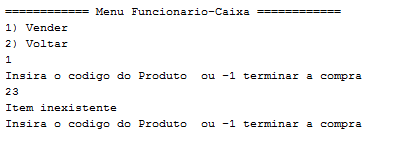 ============ Menu Funcionario-Caixa ============
1) Vender
2) Voltar
1
Insira o codigo do Produto  ou -1 terminar a compra
23
Item inexistente
Insira o codigo do Produto  ou -1 terminar a compra